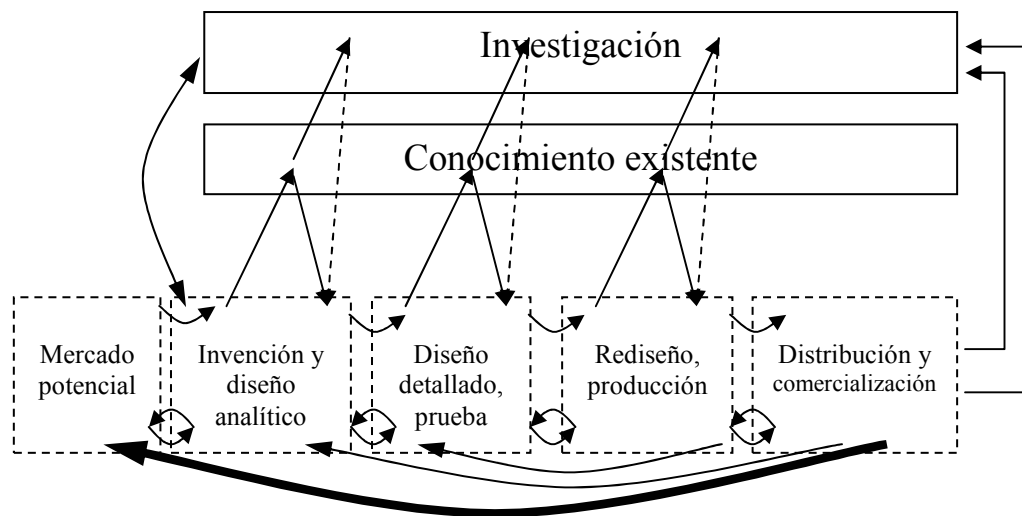 Investigación
Conocimiento existente
Mercado
potencial
Invención y
diseño
analítico
Diseño
detallado,
prueba
Rediseño,
producción
Distribución y
comercialización